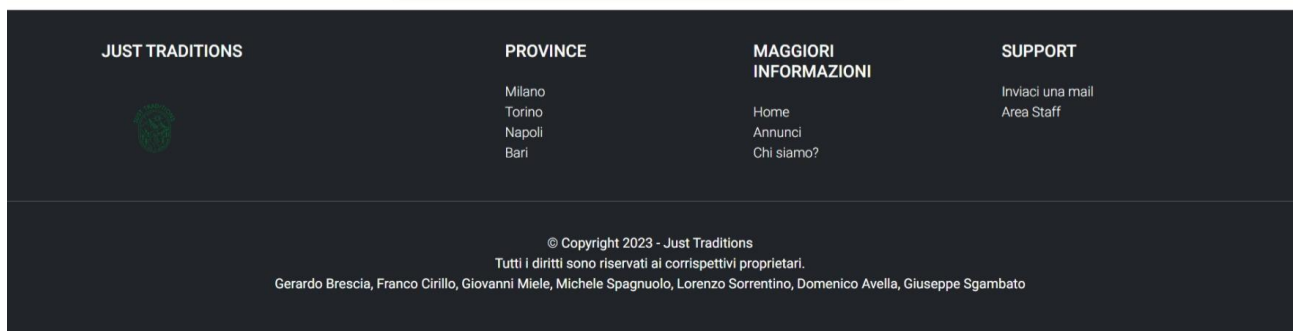 JUST TRADITIONS
PROVINCE
Milano
Torino
Napoli
Bari
MAGGIORI
INFORMAZIONI
Home
Annunci
Chi siamo?
SUPPORT
Inviaci una mail
Area Staff
© Copyright 2023 - Just Traditions
Tutti i diritti sono riservati ai corrispettivi proprietari.
Gerardo Brescia, Franco Cirillo, Giovanni Miele, Michele Spagnuolo, Lorenzo Sorrentino, Domenico Avella, Giuseppe Sgambato